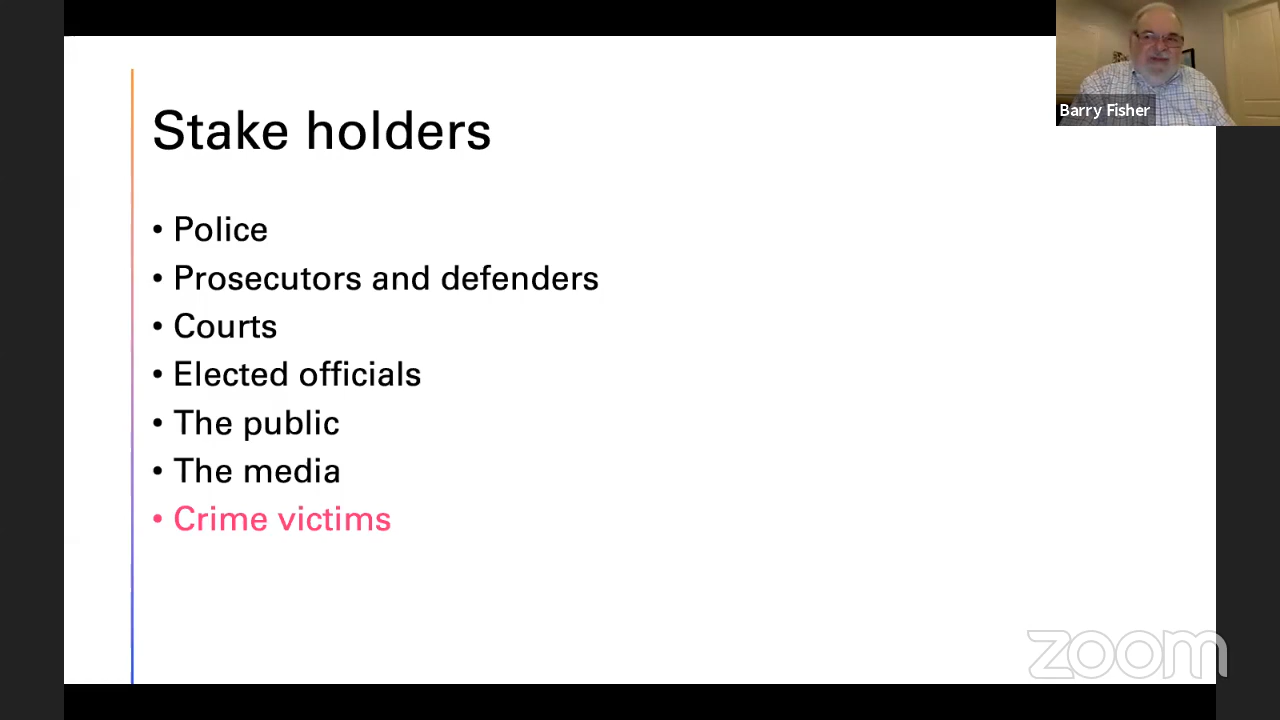 Stake holders
• Police
• Prosecutors and defenders
• Courts
• Elected officials
• The public
• The media
• Crime victims
Barry Fisher
zoom